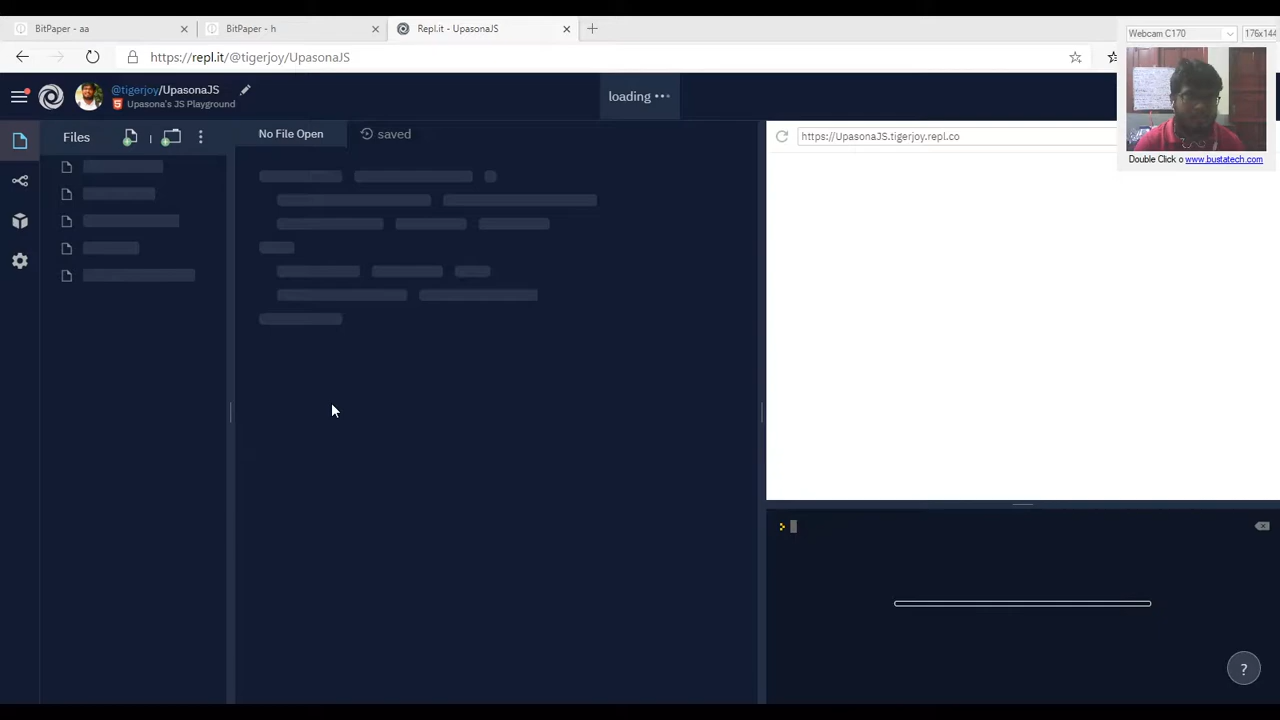 BitPaper - aa
BitPaper - h
Repl.it - UpasonaJS
https://repl.it/@tigerjoy/UpasonaJS
Webcam C170
176x144
@tigerjoy/UpasonaJS
Upasona's JS Playground
loading •••
Files
No File Open
saved
https://UpasonaJS.tigerjoy.repl.co
Double Click o www.bustatech.com
?